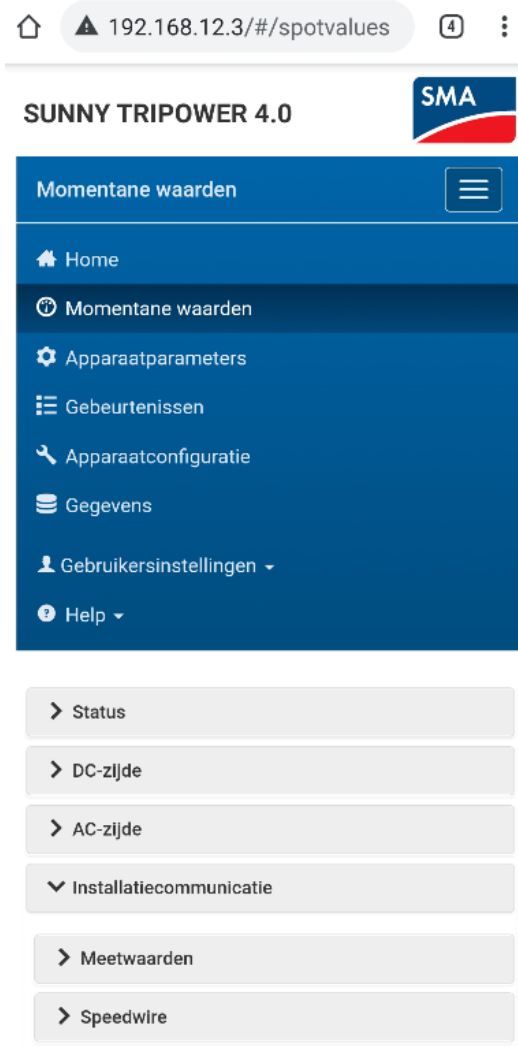 192.168.12.3/#/spotvalues 4
SUNNY TRIPOWER 4.0
SMA
Momentane waarden
Home
Momentane waarden
Apparaatparameters
Gebeurtenissen
Apparaatconfiguratie
Gegevens
Gebruikersinstellingen
Help
Status
DC-zijde
AC-zijde
Installatiecommunicatie
Meetwaarden
Speedwire